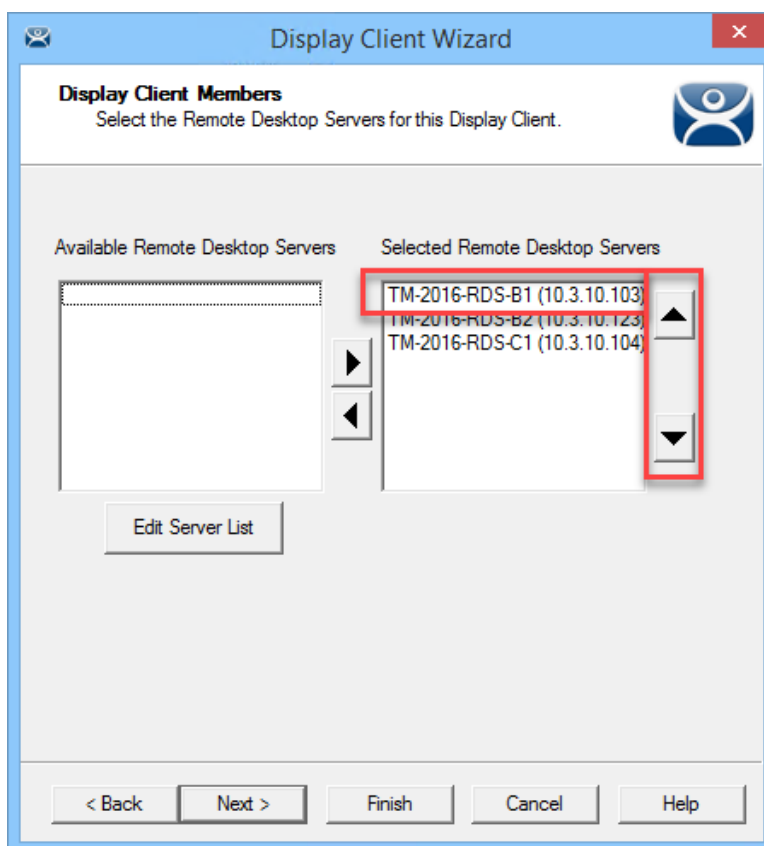 Display Client Wizard
Display Client Members
Select the Remote Desktop Servers for this Display Client.
Available Remote Desktop Servers
Selected Remote Desktop Servers
TM-2016-RDS-B1 (10.3.10.103)
TM-2016-RDS-B2 (10.3.10.123)
TM-2016-RDS-C1 (10.3.10.104)
Edit Server List
< Back
Next >
Finish
Cancel
Help